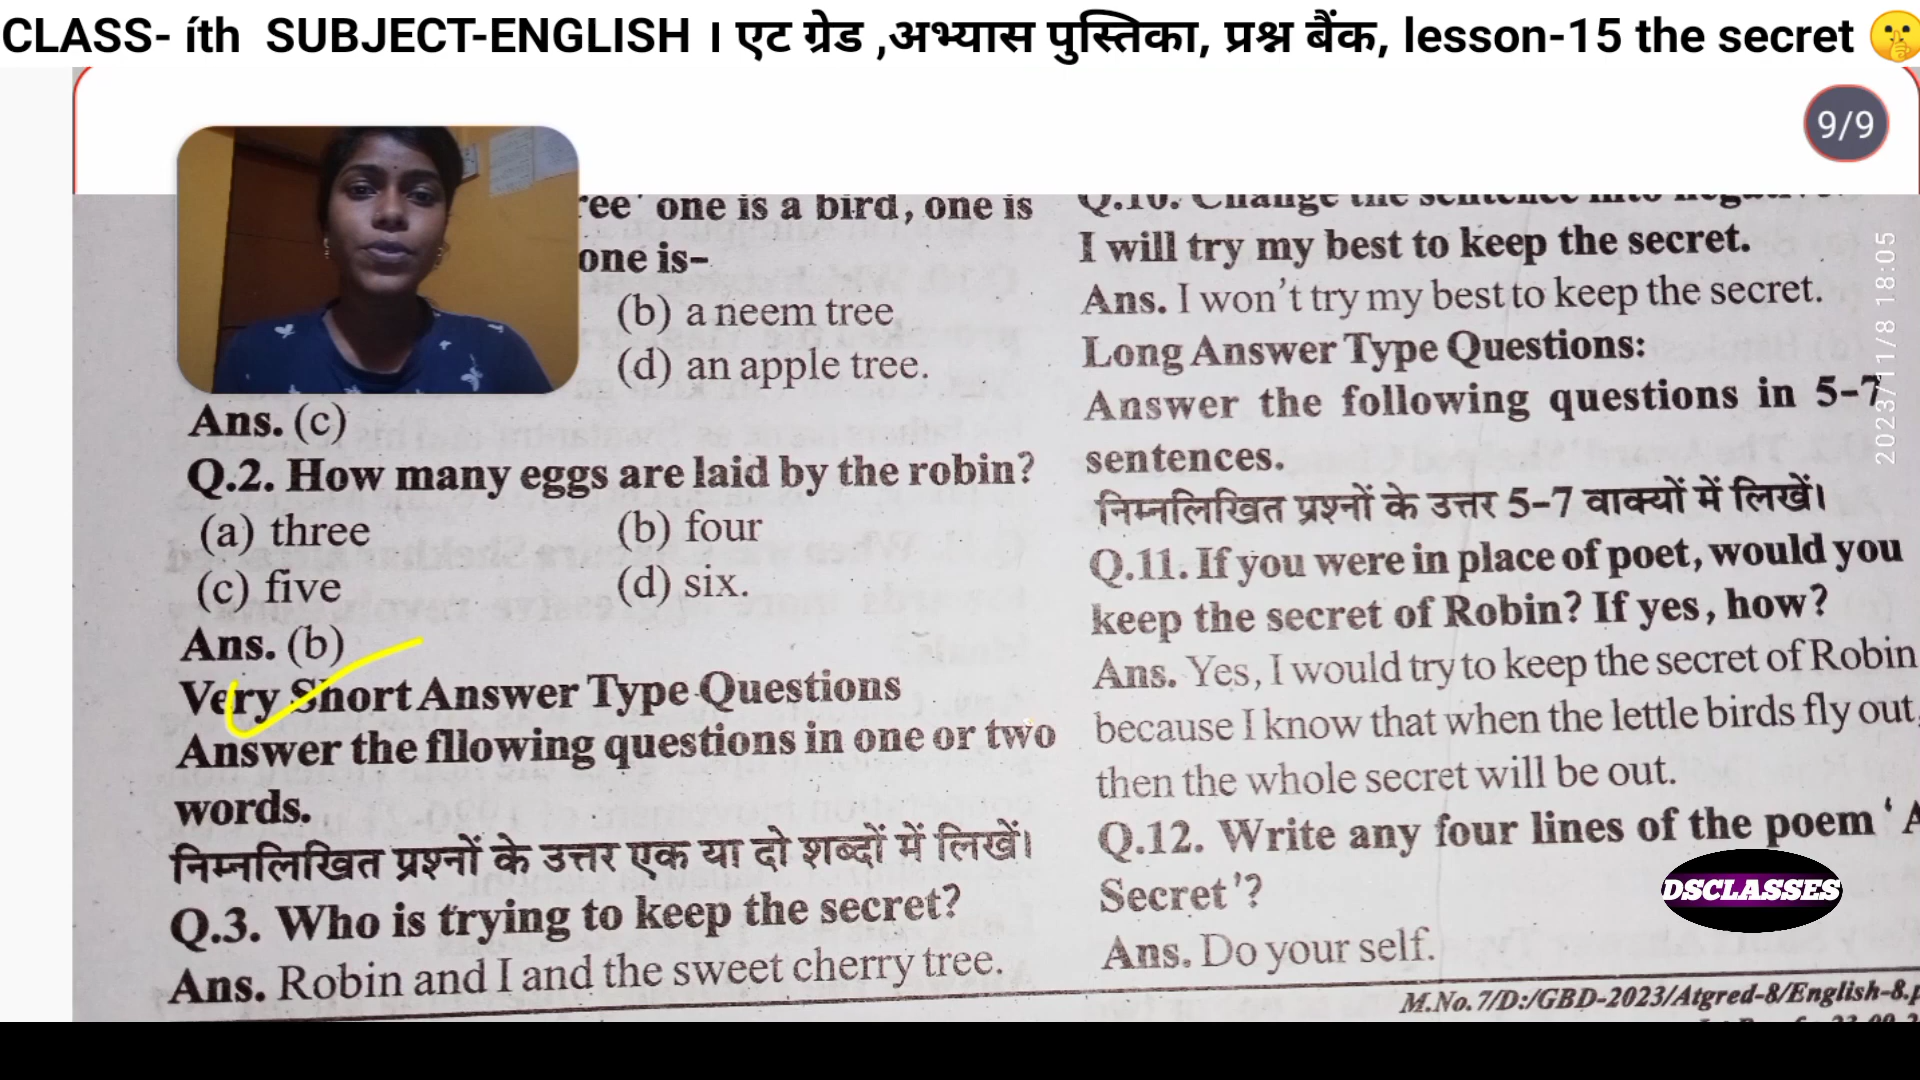 CLASS- íth SUBJECT-ENGLISH । एट ग्रेड ,अभ्यास पुस्तिका, प्रश्न बैंक, lesson-15 the secret 🤫
9/9
one is a bird, one is
one is-
(b) a neem tree
(d) an apple tree.
Ans. (c)
Q.2. How many eggs are laid by the robin?
(a) three (b) four
(c) five (d) six.
Ans. (b)
Very Short Answer Type Questions
Answer the fllowing questions in one or two
words.
निम्नलिखित प्रश्नों के उत्तर एक या दो शब्दों में लिखें।
Q.3. Who is trying to keep the secret?
Ans. Robin and I and the sweet cherry tree.
Q.10. Change the sentence into
I will try my best to keep the secret.
Ans. I won't try my best to keep the secret.
Long Answer Type Questions:
Answer the following questions in 5-7
sentences.
निम्नलिखित प्रश्नों के उत्तर 5-7 वाक्यों में लिखें।
Q.11. If you were in place of poet, would you
keep the secret of Robin? If yes, how?
Ans. Yes, I would try to keep the secret of Robin
because I know that when the lettle birds fly out,
then the whole secret will be out.
Q.12. Write any four lines of the poem ' A
Secret'?
Ans. Do your self.
M.No.7/D:/GBD-2023/Atgred-8/English-8.p
2023/11/8 18:05
DSCLASSES